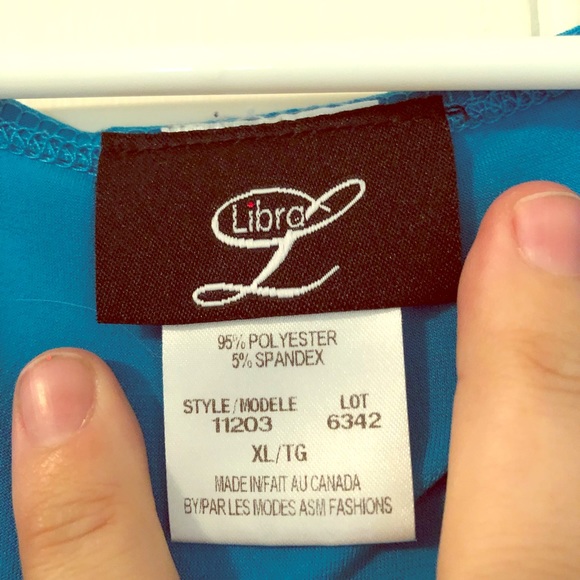 Libra
95% POLYESTER
5% SPANDEX
STYLE/MODELE LOT
11203 6342
XL/TG
MADE IN/FAIT AU CANADA
BY/PAR LES MODES ASM FASHIONS